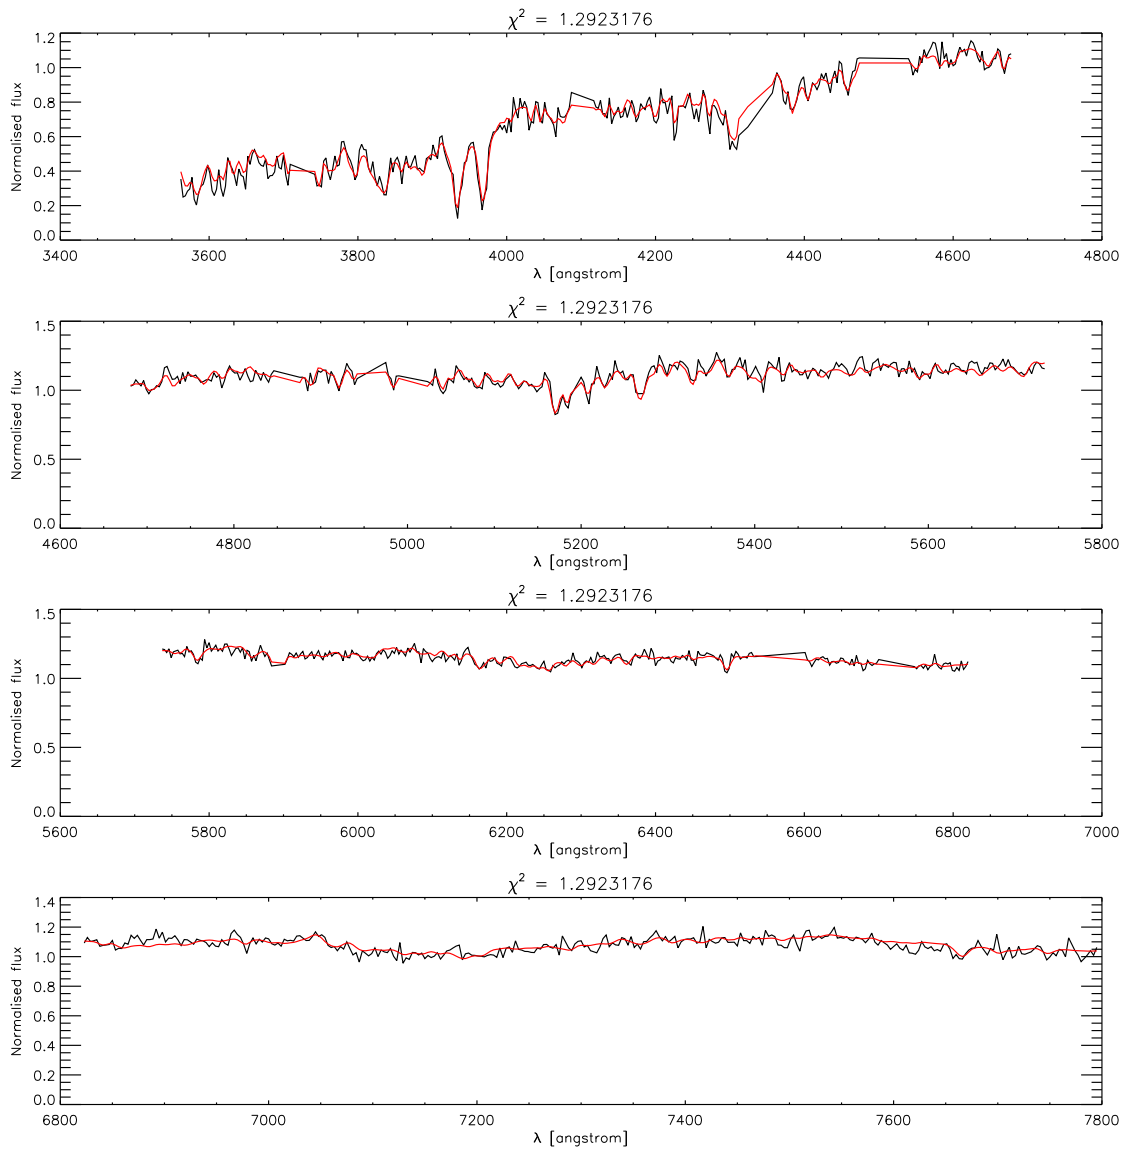 χ² = 1.2923176
1.2
1.0
0.8
0.6
0.4
0.2
0.0
Normalised flux
3400 3600 3800 4000 4200 4400 4600 4800
λ [angstrom]
χ² = 1.2923176
1.5
1.0
0.5
0.0
Normalised flux
4600 4800 5000 5200 5400 5600 5800
λ [angstrom]
χ² = 1.2923176
1.5
1.0
0.5
0.0
Normalised flux
5600 5800 6000 6200 6400 6600 6800 7000
λ [angstrom]
χ² = 1.2923176
1.4
1.2
1.0
0.8
0.6
0.4
0.2
0.0
Normalised flux
6800 7000 7200 7400 7600 7800
λ [angstrom]